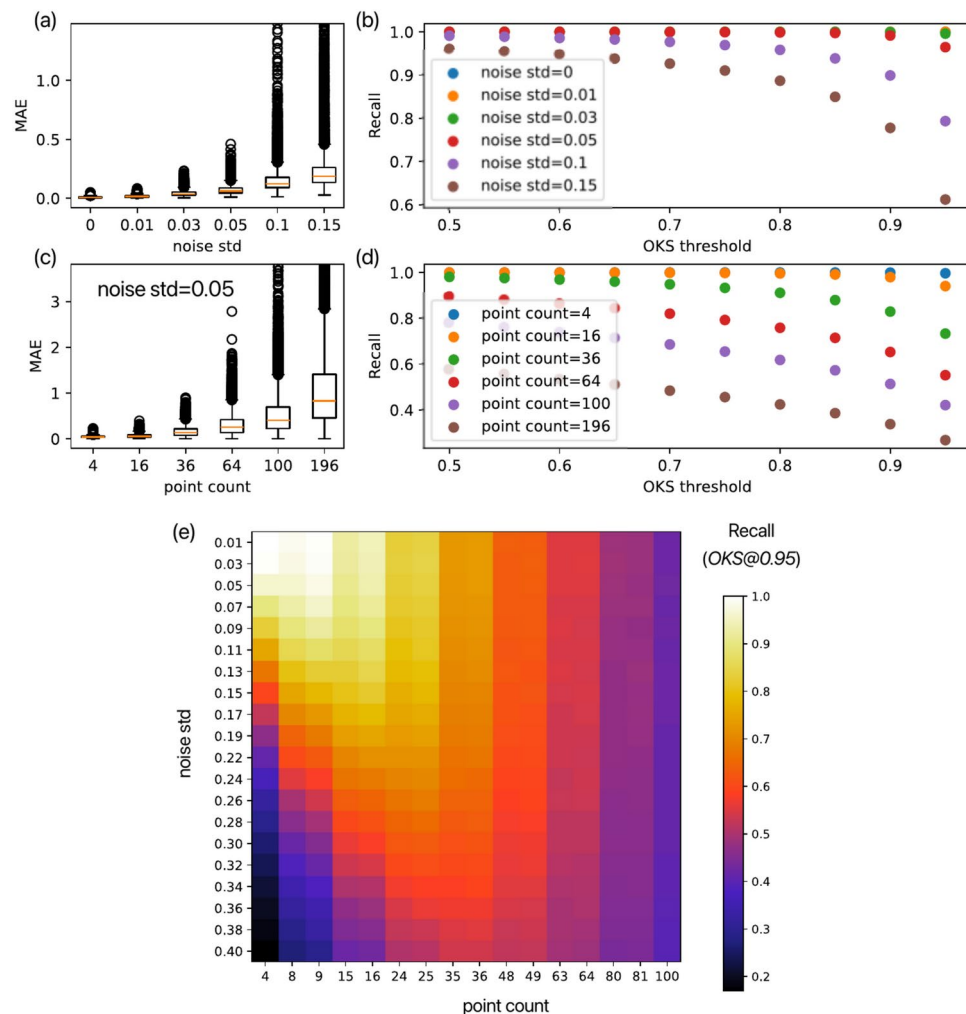 (a)
MAE
1.0
0.5
0.0
0 0.01 0.03 0.05 0.1 0.15
noise std
(b)
Recall
1.0
0.9
0.8
0.7
0.6
noise std=0
noise std=0.01
noise std=0.03
noise std=0.05
noise std=0.1
noise std=0.15
0.5 0.6 0.7 0.8 0.9
OKS threshold
(c)
noise std=0.05
MAE
3
2
1
0
4 16 36 64 100 196
point count
(d)
Recall
1.0
0.8
0.6
0.4
point count=4
point count=16
point count=36
point count=64
point count=100
point count=196
0.5 0.6 0.7 0.8 0.9
OKS threshold
(e)
noise std
0.01
0.03
0.05
0.07
0.09
0.11
0.13
0.15
0.17
0.19
0.22
0.24
0.26
0.28
0.30
0.32
0.34
0.36
0.38
0.40
4 8 9 15 16 24 25 35 36 48 49 63 64 80 81 100
point count
Recall
(OKS@0.95)
1.0
0.9
0.8
0.7
0.6
0.5
0.4
0.3
0.2